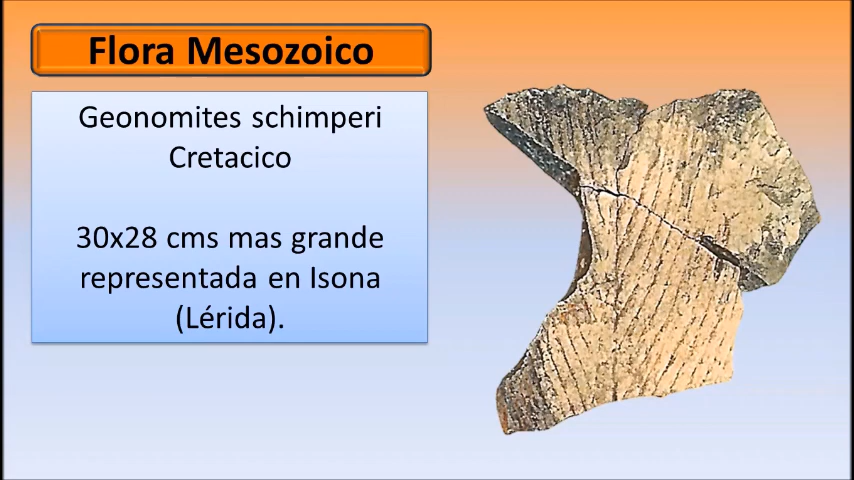 Flora Mesozoico
Geonomites schimperi
Cretacico
30x28 cms mas grande
representada en Isona
(Lérida).